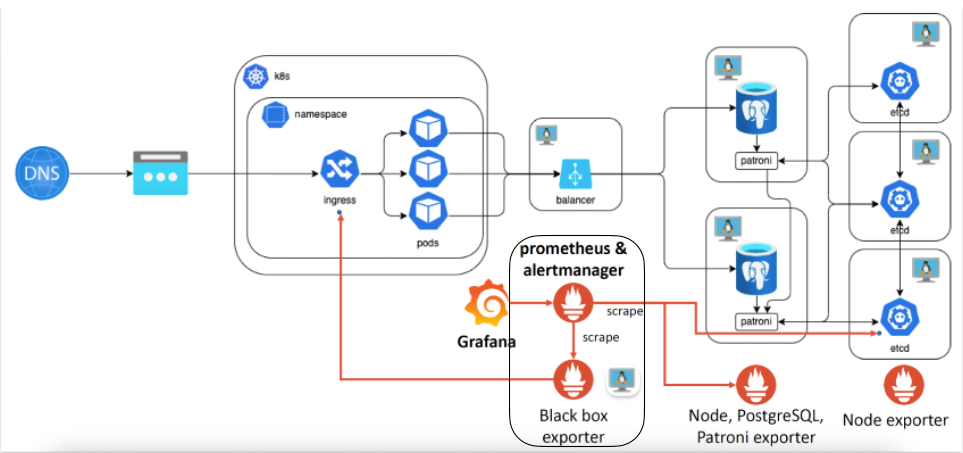 DNS
k8s
namespace
ingress
pods
balancer
patroni
patroni
etcd
etcd
etcd
prometheus &
alertmanager
scrape
scrape
Grafana
Black box
exporter
Node, PostgreSQL,
Patroni exporter
Node exporter